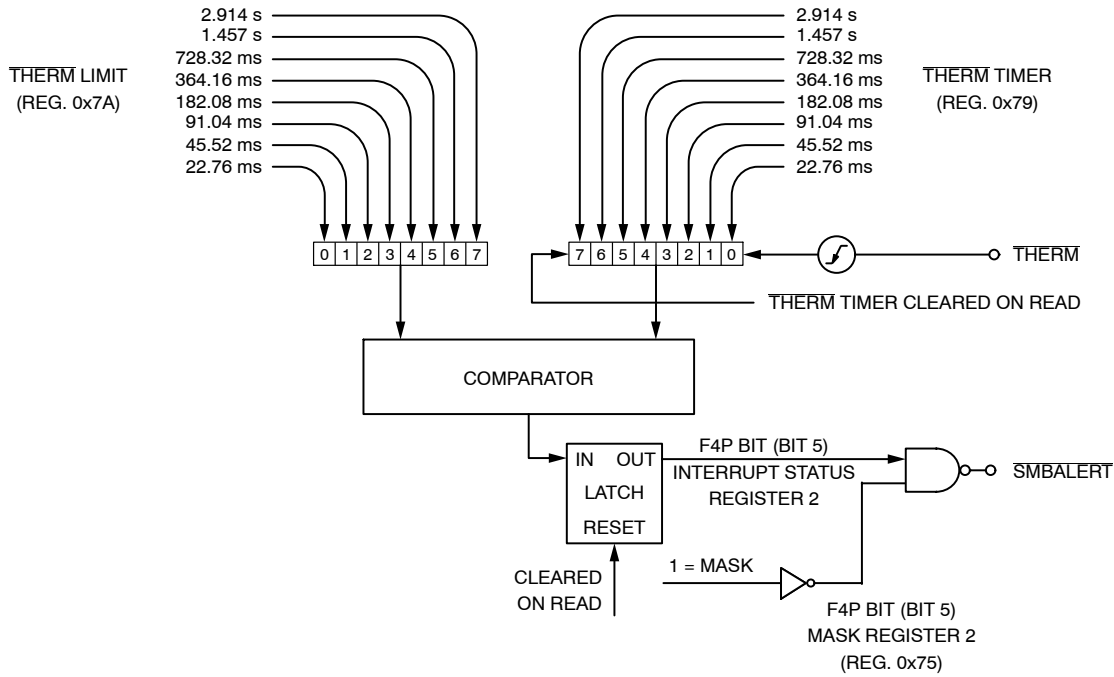 2.914 s
1.457 s
728.32 ms
364.16 ms
182.08 ms
91.04 ms
45.52 ms
22.76 ms
THERM LIMIT
(REG. 0x7A)
2.914 s
1.457 s
728.32 ms
364.16 ms
182.08 ms
91.04 ms
45.52 ms
22.76 ms
THERM TIMER
(REG. 0x79)
0 1 2 3 4 5 6 7
7 6 5 4 3 2 1 0
THERM
THERM TIMER CLEARED ON READ
COMPARATOR
IN OUT
LATCH
RESET
F4P BIT (BIT 5)
INTERRUPT STATUS
REGISTER 2
SMBALERT
CLEARED
ON READ
1 = MASK
F4P BIT (BIT 5)
MASK REGISTER 2
(REG. 0x75)